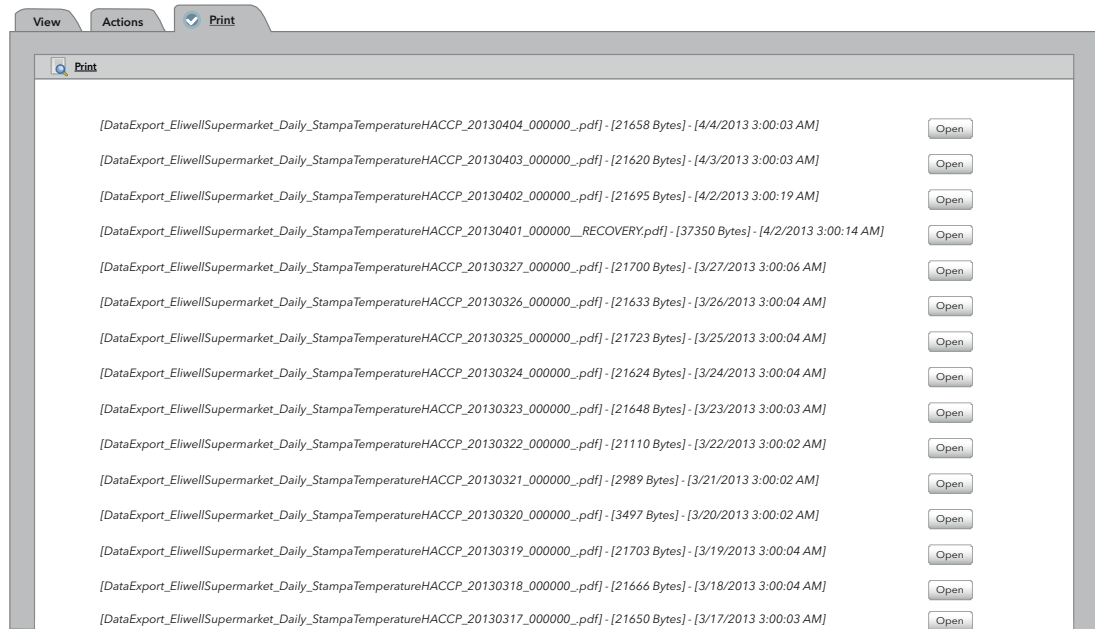 View Actions Print
Print
[DataExport_EliwellSupermarket_Daily_StampaTemperatureHACCP_20130404_000000_.pdf] - [21658 Bytes] - [4/4/2013 3:00:03 AM] Open
[DataExport_EliwellSupermarket_Daily_StampaTemperatureHACCP_20130403_000000_.pdf] - [21620 Bytes] - [4/3/2013 3:00:03 AM] Open
[DataExport_EliwellSupermarket_Daily_StampaTemperatureHACCP_20130402_000000_.pdf] - [21695 Bytes] - [4/2/2013 3:00:19 AM] Open
[DataExport_EliwellSupermarket_Daily_StampaTemperatureHACCP_20130401_000000__RECOVERY.pdf] - [37350 Bytes] - [4/2/2013 3:00:14 AM] Open
[DataExport_EliwellSupermarket_Daily_StampaTemperatureHACCP_20130327_000000_.pdf] - [21700 Bytes] - [3/27/2013 3:00:06 AM] Open
[DataExport_EliwellSupermarket_Daily_StampaTemperatureHACCP_20130326_000000_.pdf] - [21633 Bytes] - [3/26/2013 3:00:04 AM] Open
[DataExport_EliwellSupermarket_Daily_StampaTemperatureHACCP_20130325_000000_.pdf] - [21723 Bytes] - [3/25/2013 3:00:04 AM] Open
[DataExport_EliwellSupermarket_Daily_StampaTemperatureHACCP_20130324_000000_.pdf] - [21624 Bytes] - [3/24/2013 3:00:04 AM] Open
[DataExport_EliwellSupermarket_Daily_StampaTemperatureHACCP_20130323_000000_.pdf] - [21648 Bytes] - [3/23/2013 3:00:03 AM] Open
[DataExport_EliwellSupermarket_Daily_StampaTemperatureHACCP_20130322_000000_.pdf] - [21110 Bytes] - [3/22/2013 3:00:02 AM] Open
[DataExport_EliwellSupermarket_Daily_StampaTemperatureHACCP_20130321_000000_.pdf] - [2989 Bytes] - [3/21/2013 3:00:02 AM] Open
[DataExport_EliwellSupermarket_Daily_StampaTemperatureHACCP_20130320_000000_.pdf] - [3497 Bytes] - [3/20/2013 3:00:02 AM] Open
[DataExport_EliwellSupermarket_Daily_StampaTemperatureHACCP_20130319_000000_.pdf] - [21703 Bytes] - [3/19/2013 3:00:04 AM] Open
[DataExport_EliwellSupermarket_Daily_StampaTemperatureHACCP_20130318_000000_.pdf] - [21666 Bytes] - [3/18/2013 3:00:04 AM] Open
[DataExport_EliwellSupermarket_Daily_StampaTemperatureHACCP_20130317_000000_.pdf] - [21650 Bytes] - [3/17/2013 3:00:03 AM] Open